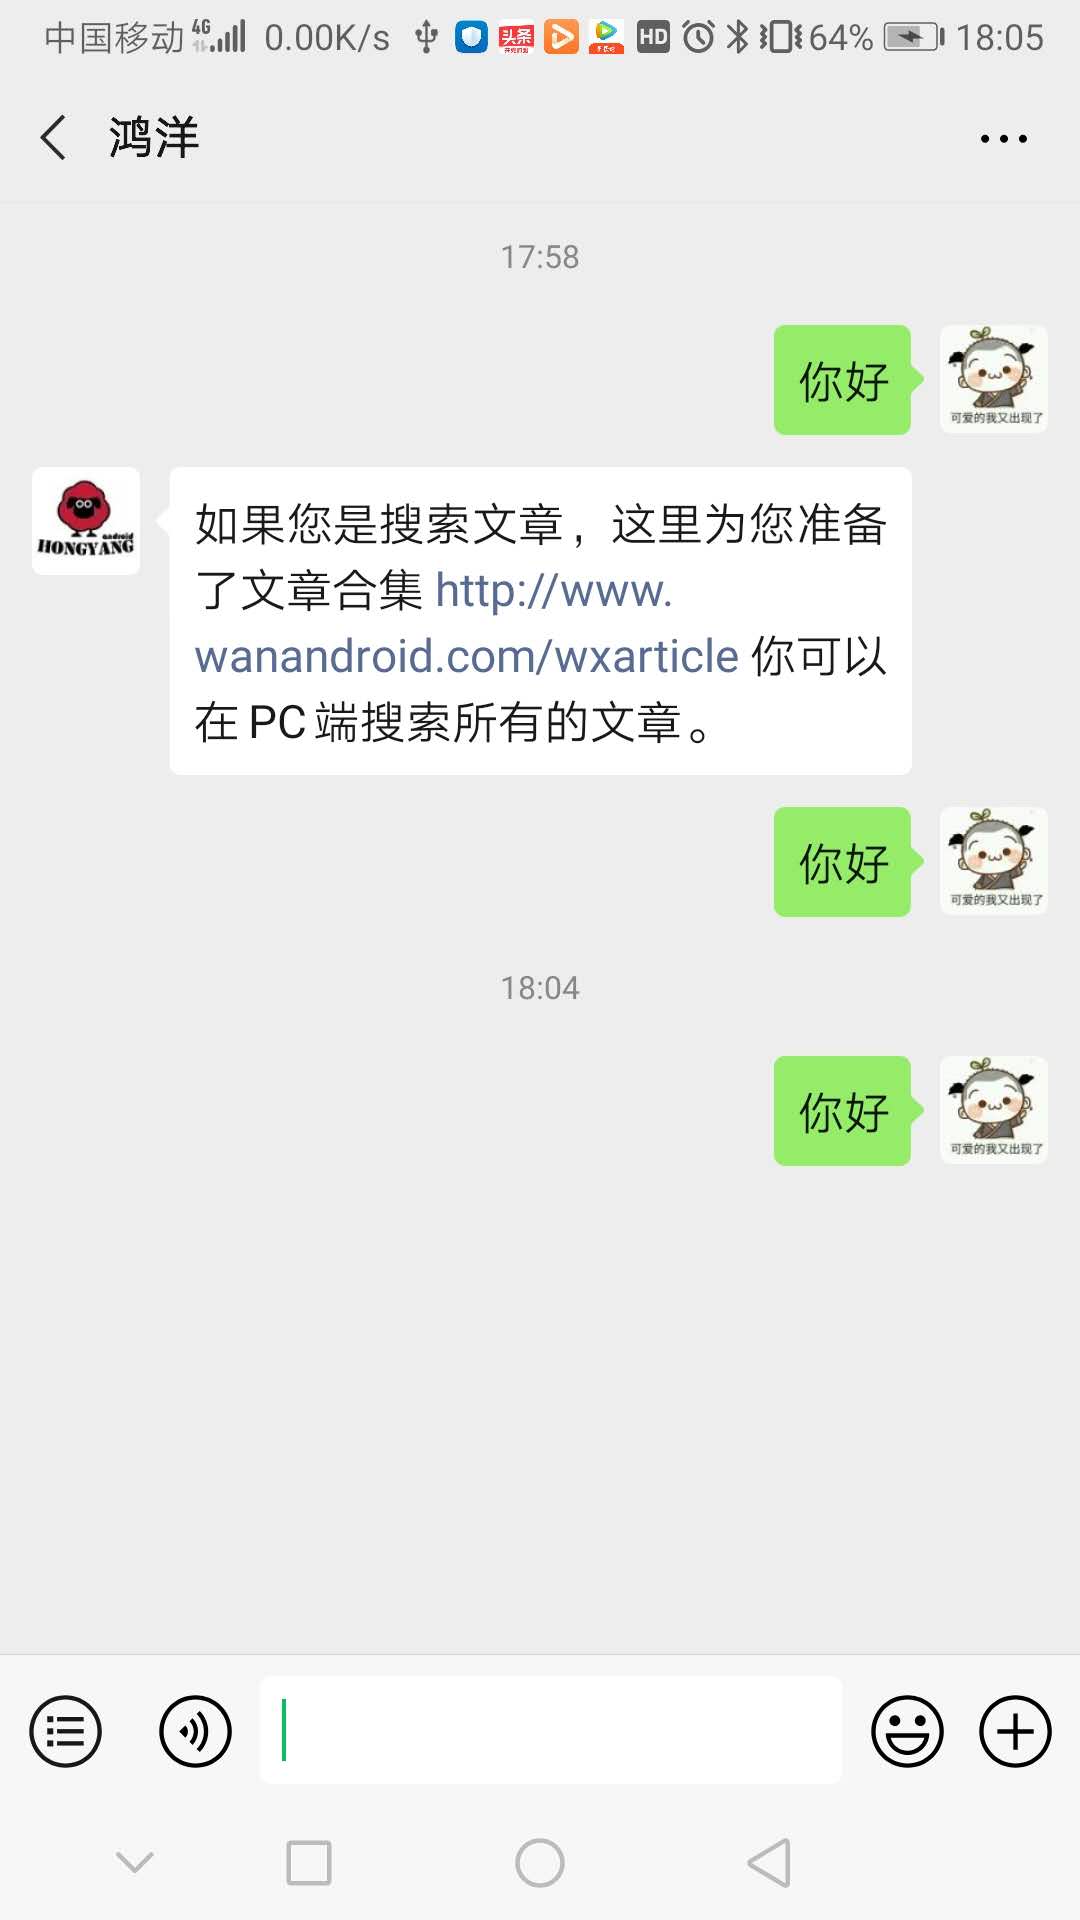 中国移动 4G 0.00K/s HD 64% 18:05
头条
鸿洋
17:58
你好
可爱的我又出现了
如果您是搜索文章，这里为您准备
了文章合集 http://www.
wanandroid.com/wxarticle 你可以
在 PC 端搜索所有的文章。
android
HONGYANG
你好
可爱的我又出现了
18:04
你好
可爱的我又出现了